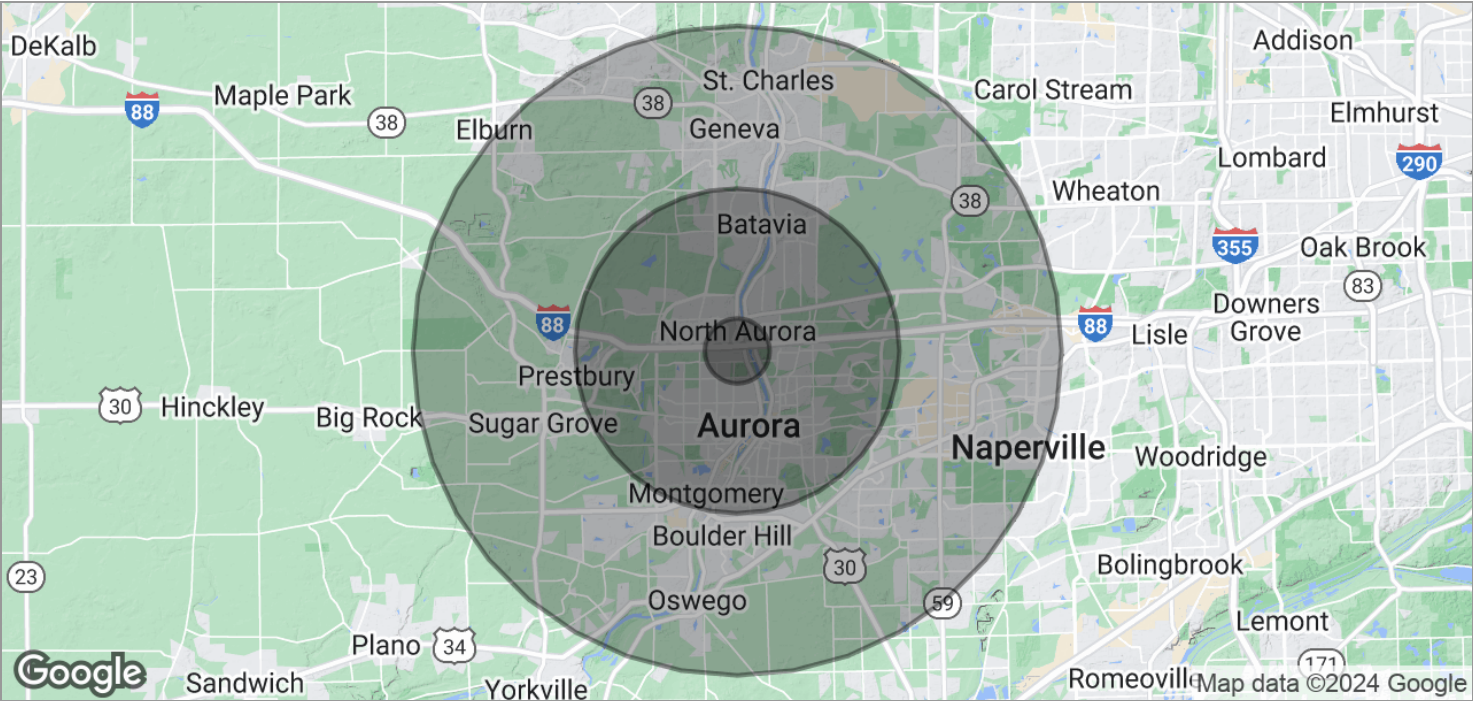 DeKalb
Addison
St. Charles
Carol Stream
Maple Park
88
38
38
Elmhurst
Elburn
Geneva
Lombard
290
Wheaton
38
Batavia
355
Oak Brook
83
Downers
Grove
88
North Aurora
88
Lisle
Prestbury
30
Hinckley
Big Rock
Sugar Grove
Aurora
Naperville
Woodridge
Montgomery
Boulder Hill
30
Bolingbrook
23
Oswego
59
Lemont
Plano
34
171
Google
Sandwich
Yorkville
Romeoville
Map data ©2024 Google